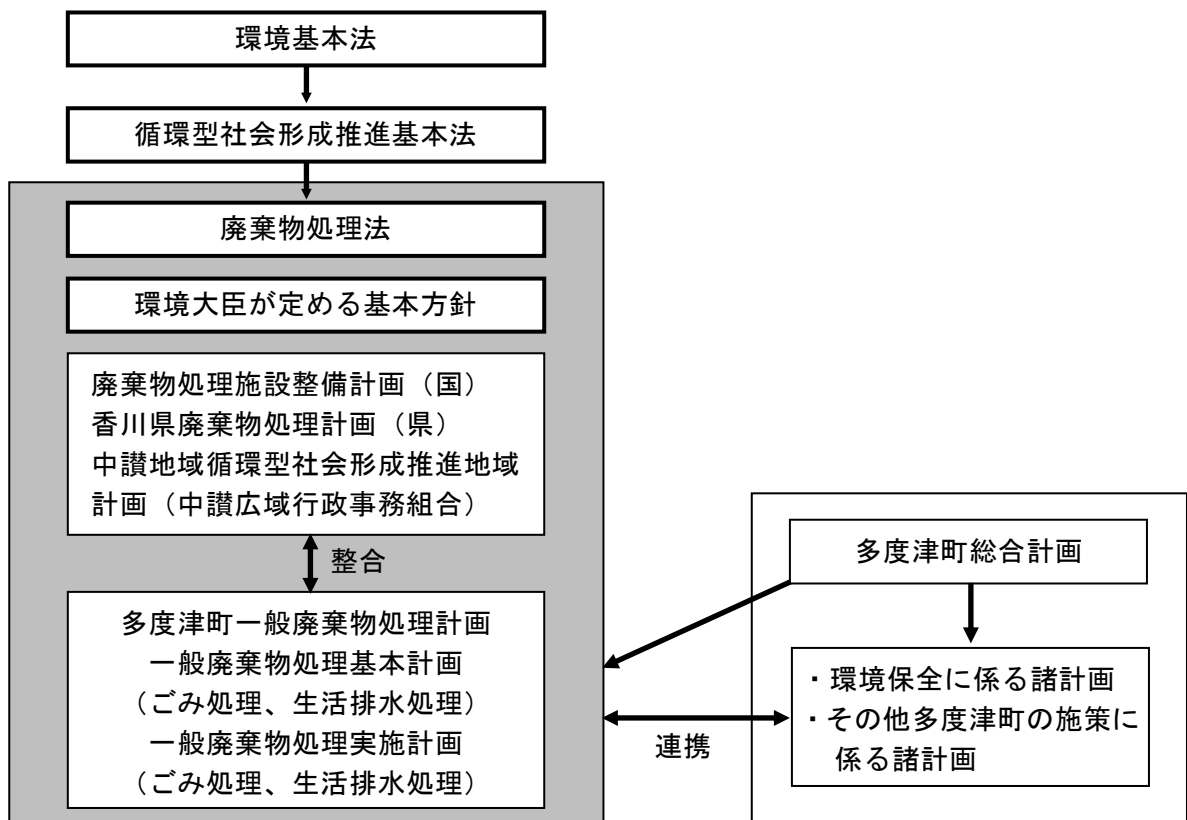 環境基本法
循環型社会形成推進基本法
廃棄物処理法
環境大臣が定める基本方針
廃棄物処理施設整備計画（国）
香川県廃棄物処理計画（県）
中讃地域循環型社会形成推進地域
計画（中讃広域行政事務組合）
整合
多度津町一般廃棄物処理計画
一般廃棄物処理基本計画
（ごみ処理、生活排水処理）
一般廃棄物処理実施計画
（ごみ処理、生活排水処理）
多度津町総合計画
・環境保全に係る諸計画
・その他多度津町の施策に
係る諸計画
連携